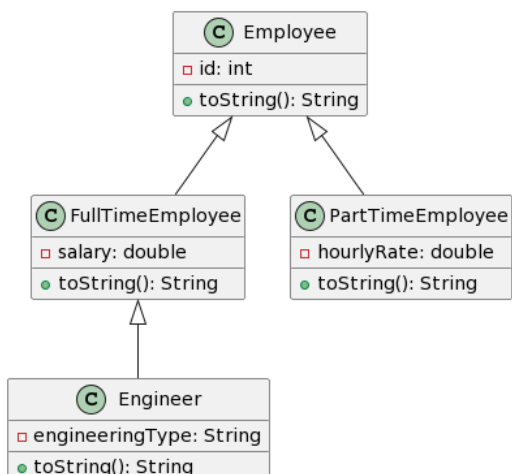 C Employee
id: int
toString(): String
C FullTimeEmployee
salary: double
toString(): String
C PartTimeEmployee
hourlyRate: double
toString(): String
C Engineer
engineeringType: String
toString(): String